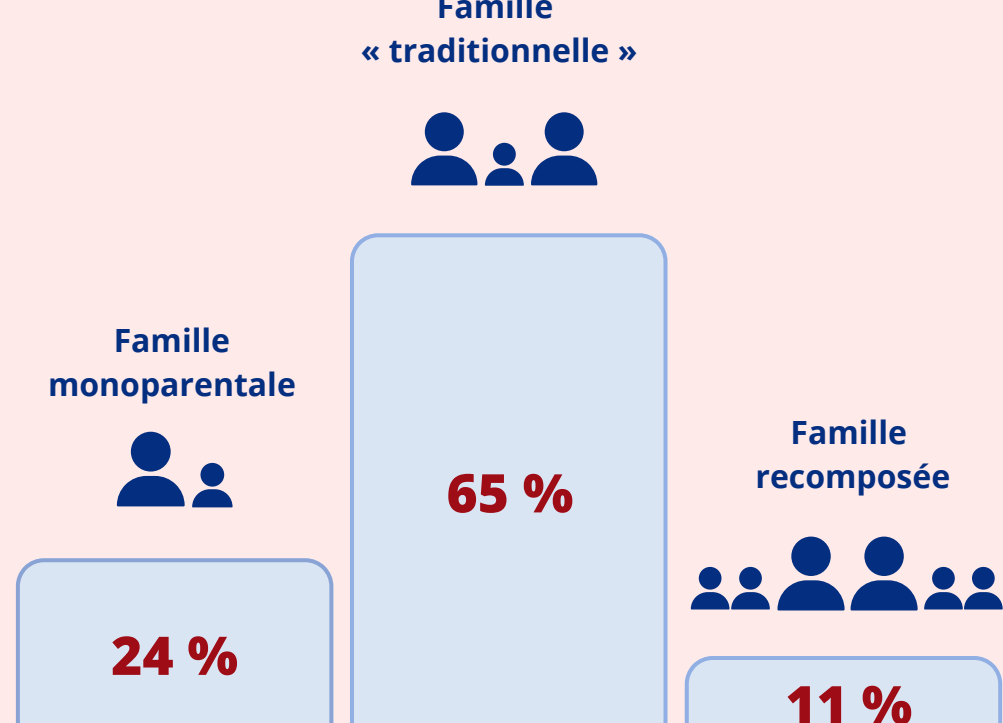 Famille
« traditionnelle »
Famille
monoparentale
Famille
recomposée
65 %
24 %
11 %